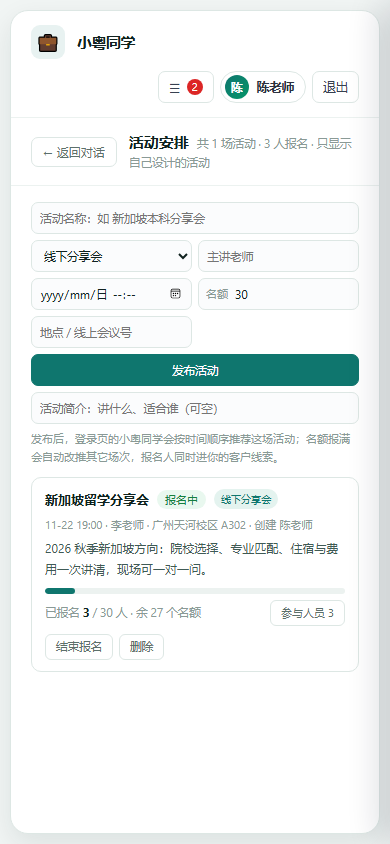 小粤同学
☰ 2
陈 陈老师
退出
← 返回对话
活动安排 共 1 场活动 · 3 人报名 · 只显示
自己设计的活动
活动名称：如 新加坡本科分享会
线下分享会
主讲老师
yyyy/mm/日 --:--
名额 30
地点 / 线上会议号
发布活动
活动简介：讲什么、适合谁（可空）
发布后，登录页的小粤同学会按时间顺序推荐这场活动；名额报满
会自动改推其它场次，报名人同时进你的客户线索。
新加坡留学分享会 报名中 线下分享会
11-22 19:00 · 李老师 · 广州天河校区 A302 · 创建 陈老师
2026 秋季新加坡方向：院校选择、专业匹配、住宿与费
用一次讲清，现场可一对一问。
已报名 3 / 30 人 · 余 27 个名额
参与人员 3
结束报名
删除